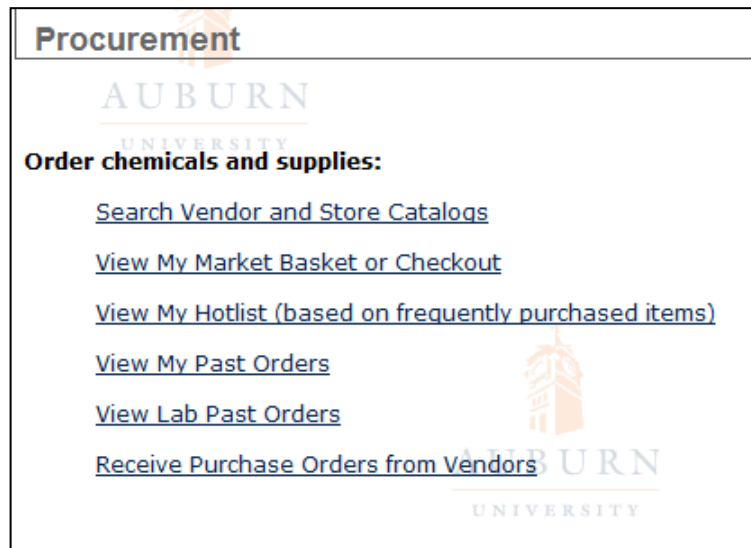 Procurement
AUBURN
UNIVERSITY
Order chemicals and supplies:
Search Vendor and Store Catalogs
View My Market Basket or Checkout
View My Hotlist (based on frequently purchased items)
View My Past Orders
View Lab Past Orders
Receive Purchase Orders from Vendors
AUBURN
UNIVERSITY